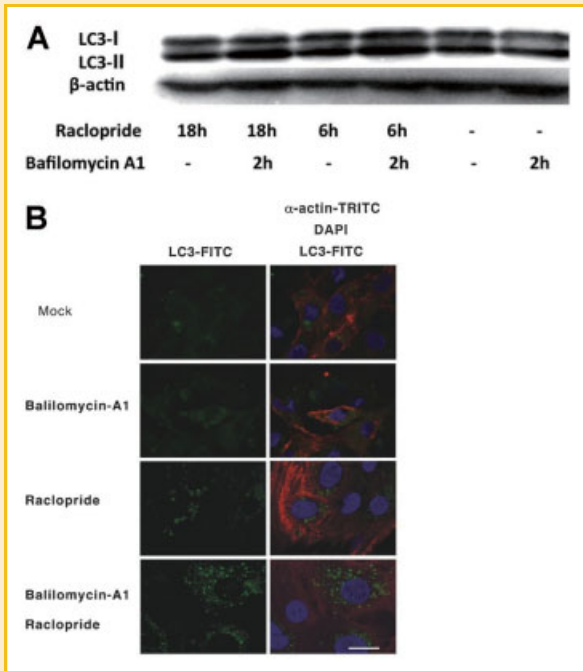 A
LC3-I
LC3-II
β-actin
Raclopride 18h 18h 6h 6h - -
Bafilomycin A1 - 2h - 2h - 2h
B
α-actin-TRITC
DAPI
LC3-FITC LC3-FITC
Mock
Balilomycin-A1
Raclopride
Balilomycin-A1
Raclopride